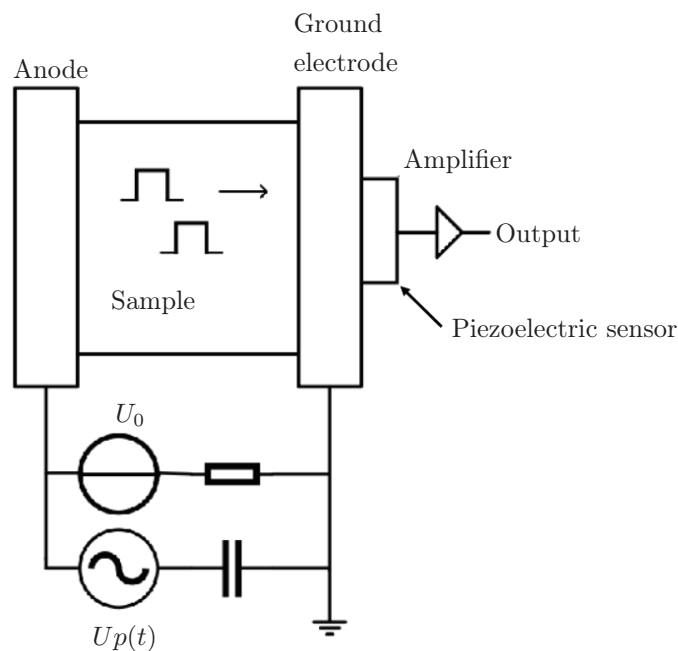 Ground
electrode
Anode
Amplifier
Output
Sample
Piezoelectric sensor
U0
Up(t)